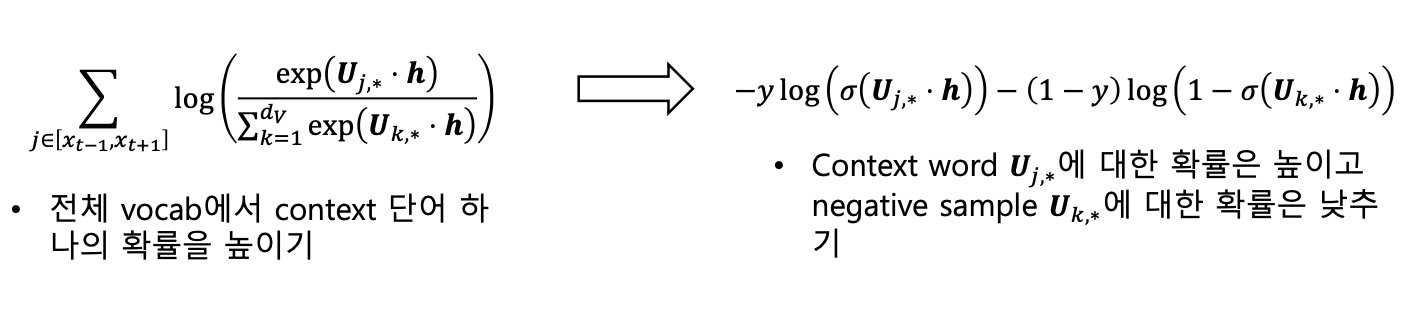 $$\sum_{j \in [x_{t-1}, x_{t+1}]} \log\left(\frac{\exp(\boldsymbol{U}_{j,*} \cdot \boldsymbol{h})}{\sum_{k=1}^{d_V} \exp(\boldsymbol{U}_{k,*} \cdot \boldsymbol{h})}\right)$$
• 전체 vocab에서 context 단어 하
나의 확률을 높이기
$$-y \log\left(\sigma(\boldsymbol{U}_{j,*} \cdot \boldsymbol{h})\right) - (1 - y) \log\left(1 - \sigma(\boldsymbol{U}_{k,*} \cdot \boldsymbol{h})\right)$$
• Context word $\boldsymbol{U}_{j,*}$에 대한 확률은 높이고
negative sample $\boldsymbol{U}_{k,*}$에 대한 확률은 낮추
기